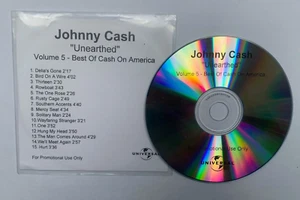 Johnny Cash
"Unearthed"
Volume 5 - Best Of Cash On America
1. Delia's Gone 2'17
2. Bird On A Wire 4'02
3. Thirteen 2'30
4. Rowboat 3'43
5. The One Rose 2'26
6. Rusty Cage 2'49
7. Southern Accents 4'40
8. Mercy Seat 4'34
9. Solitary Man 2'24
10. Wayfaring Stranger 3'21
11. One 3'52
12. Hung My Head 3'50
13. The Man Comes Around 4'29
14. We'll Meet Again 2'57
15. Hurt 3'36
For Promotional Use Only
UNIVERSAL
Johnny Cash
"Unearthed"
Volume 5 - Best Of Cash On American
Use Only
UNIVERSAL